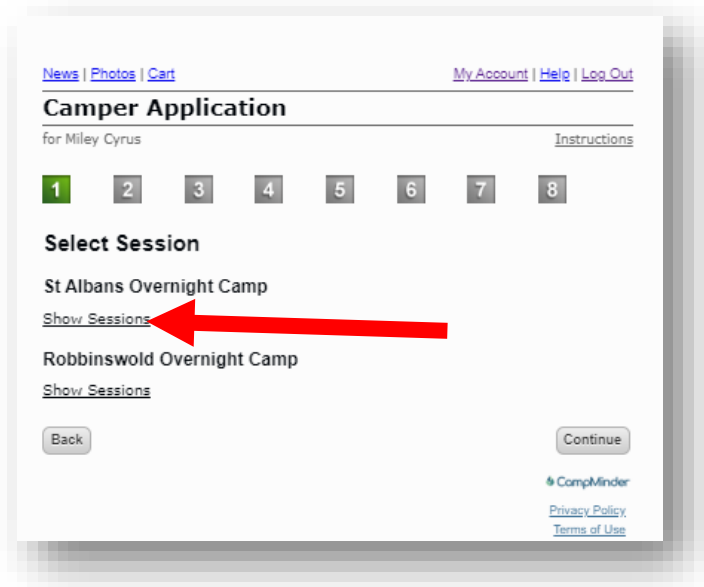 News | Photos | Cart My Account | Help | Log Out
Camper Application
for Miley Cyrus Instructions
1 2 3 4 5 6 7 8
Select Session
St Albans Overnight Camp
Show Sessions
Robbinswold Overnight Camp
Show Sessions
Back Continue
CampMinder
Privacy Policy
Terms of Use